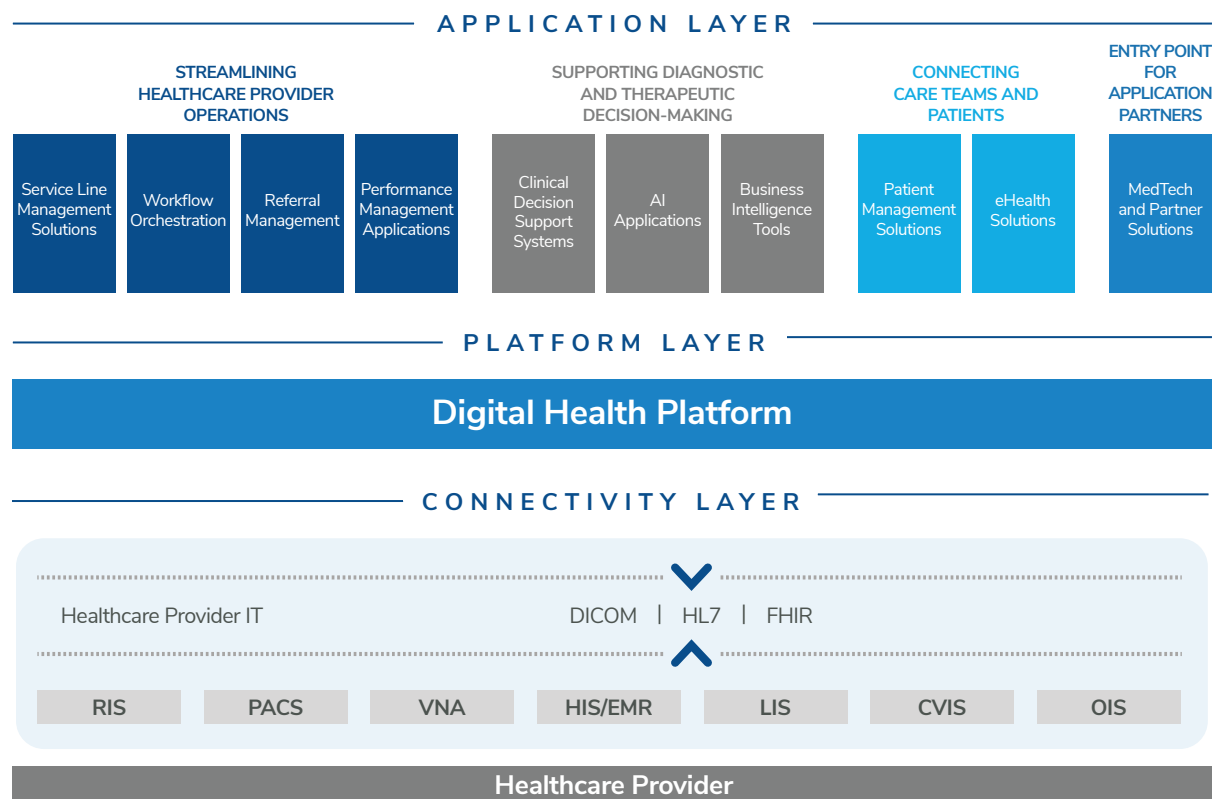 APPLICATION LAYER
STREAMLINING
HEALTHCARE PROVIDER
OPERATIONS
SUPPORTING DIAGNOSTIC
AND THERAPEUTIC
DECISION-MAKING
CONNECTING
CARE TEAMS AND
PATIENTS
ENTRY POINT
FOR
APPLICATION
PARTNERS
Service Line
Management
Solutions
Workflow
Orchestration
Referral
Management
Performance
Management
Applications
Clinical
Decision
Support
Systems
AI
Applications
Business
Intelligence
Tools
Patient
Management
Solutions
eHealth
Solutions
MedTech
and Partner
Solutions
PLATFORM LAYER
Digital Health Platform
CONNECTIVITY LAYER
Healthcare Provider IT
DICOM | HL7 | FHIR
RIS
PACS
VNA
HIS/EMR
LIS
CVIS
OIS
Healthcare Provider